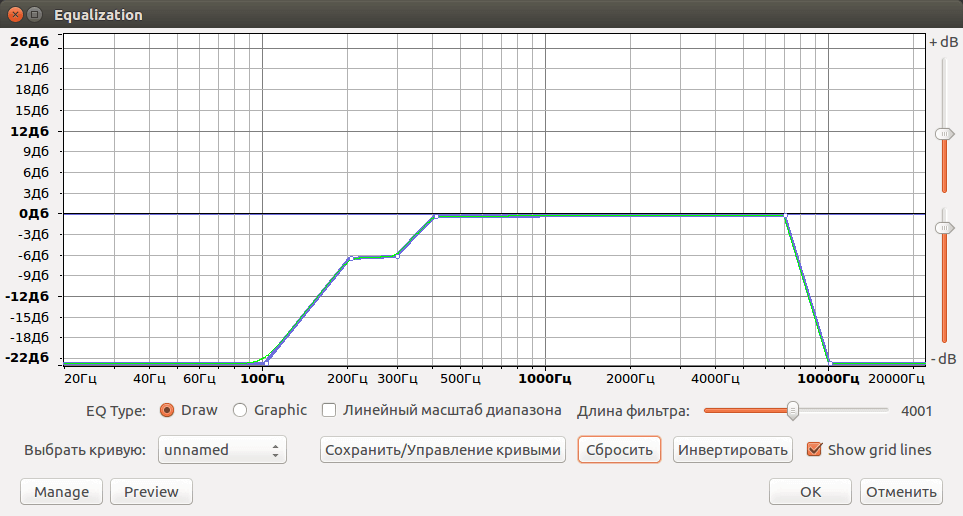 Equalization
26Дб
+ dB
21Дб
18Дб
15Дб
12Дб
9Дб
6Дб
3Дб
0Дб
-3Дб
-6Дб
-9Дб
-12Дб
-15Дб
-18Дб
-22Дб
- dB
20Гц 40Гц 60Гц 100Гц 200Гц 300Гц 500Гц 1000Гц 2000Гц 4000Гц 10000Гц 20000Гц
EQ Type: Draw Graphic Линейный масштаб диапазона Длина фильтра: 4001
Выбрать кривую: unnamed Сохранить/Управление кривыми Сбросить Инвертировать Show grid lines
Manage Preview OK Отменить